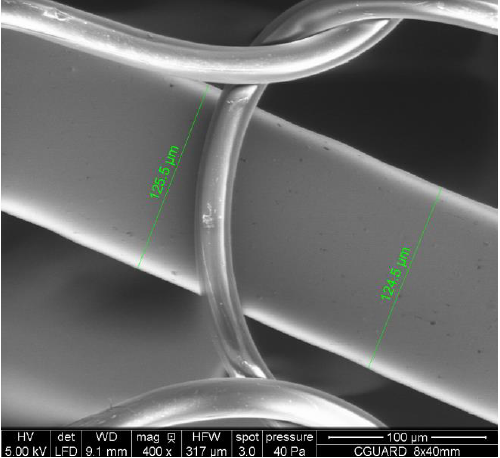 125.5 µm
124.5 µm
HV det WD mag HFW spot pressure 100 µm
5.00 kV LFD 9.1 mm 400 x 317 µm 3.0 40 Pa CGUARD 8x40mm